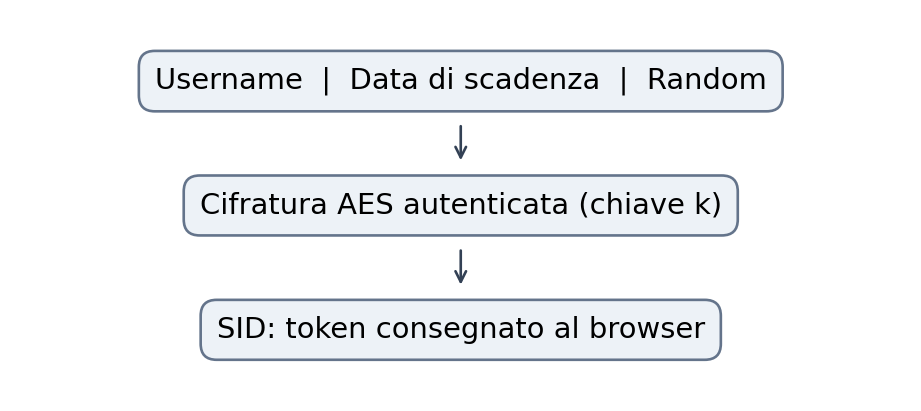 Username | Data di scadenza | Random
Cifratura AES autenticata (chiave k)
SID: token consegnato al browser